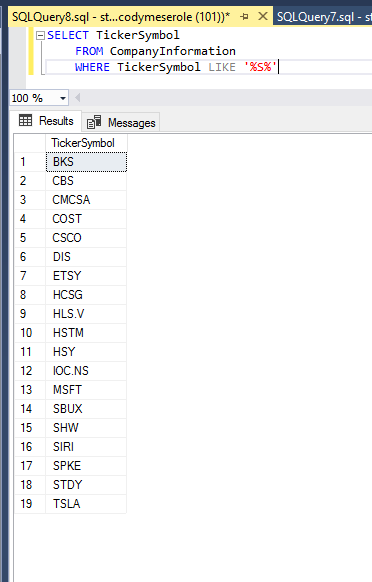 SQLQuery8.sql - st...codymeserole (101))* SQLQuery7.sql - st
SELECT TickerSymbol
FROM CompanyInformation
WHERE TickerSymbol LIKE '%S%'
100 %
Results Messages
TickerSymbol
1 BKS
2 CBS
3 CMCSA
4 COST
5 CSCO
6 DIS
7 ETSY
8 HCSG
9 HLS.V
10 HSTM
11 HSY
12 IOC.NS
13 MSFT
14 SBUX
15 SHW
16 SIRI
17 SPKE
18 STDY
19 TSLA